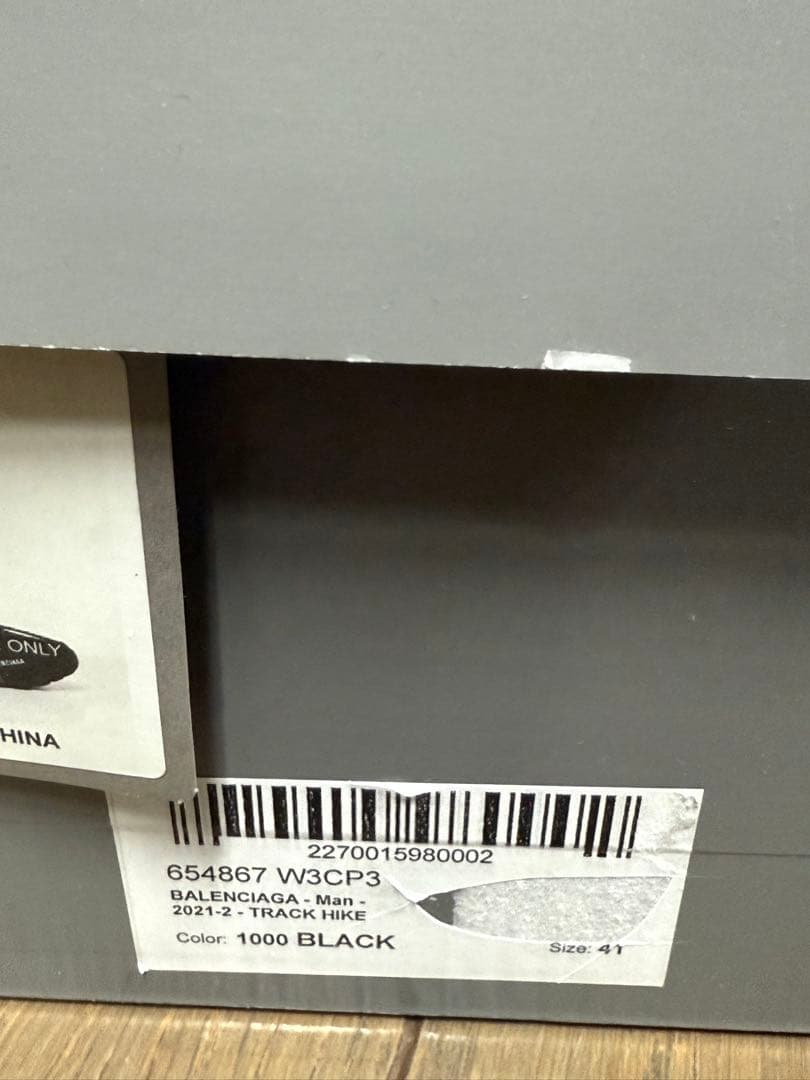 ONLY
HINA
2270015980002
654867 W3CP3
BALENCIAGA - Man -
2021-2 - TRACK HIKE
Color: 1000 BLACK
Size: 41